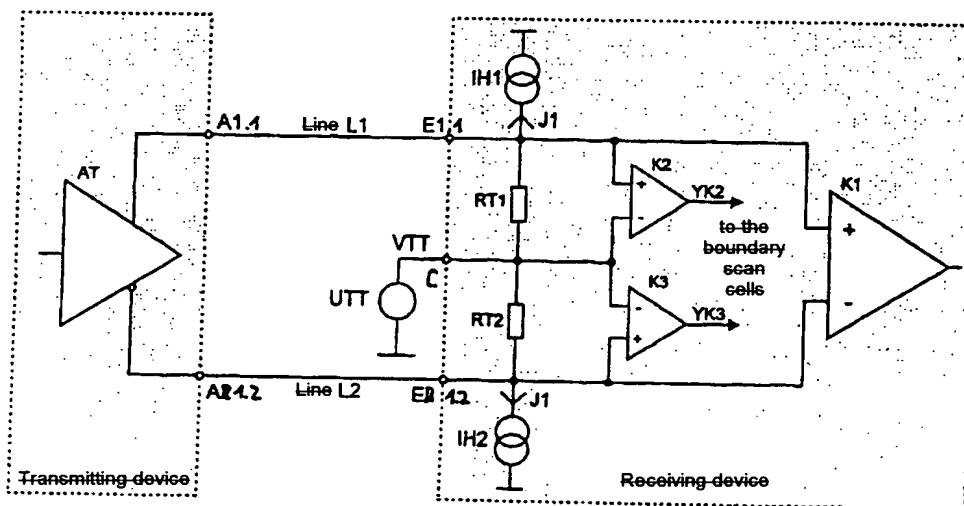 IH1
J1
A1.1
Line L1
E1.1
AT
K2
YK2
K1
+
-
+
-
RT1
to the
boundary
scan
cells
VTT
C
UTT
K3
YK3
-
+
RT2
Line L2
A1.2
E1.2
J1
IH2
Transmitting device
Receiving device